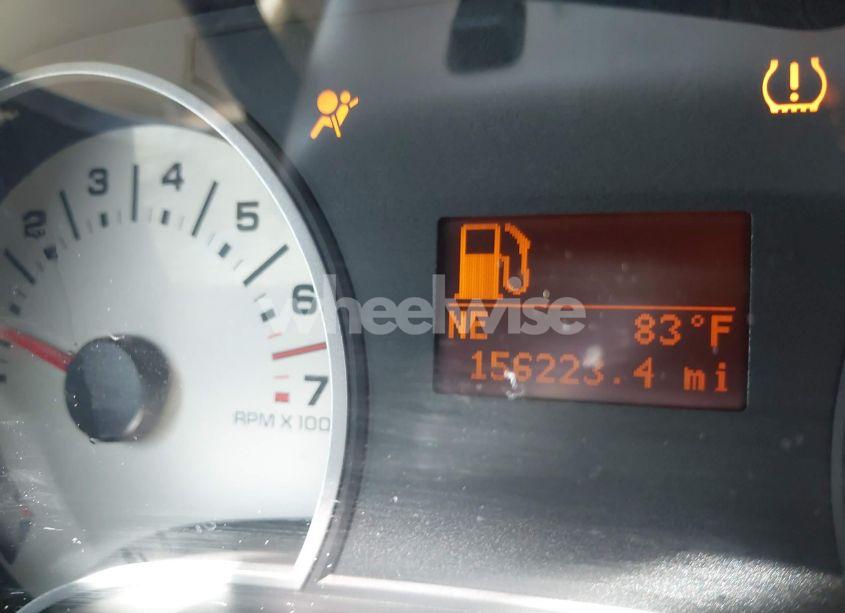 2 3 4 5 6 7
RPM X 100
wheelwise
NE 83°F
156223.4 mi